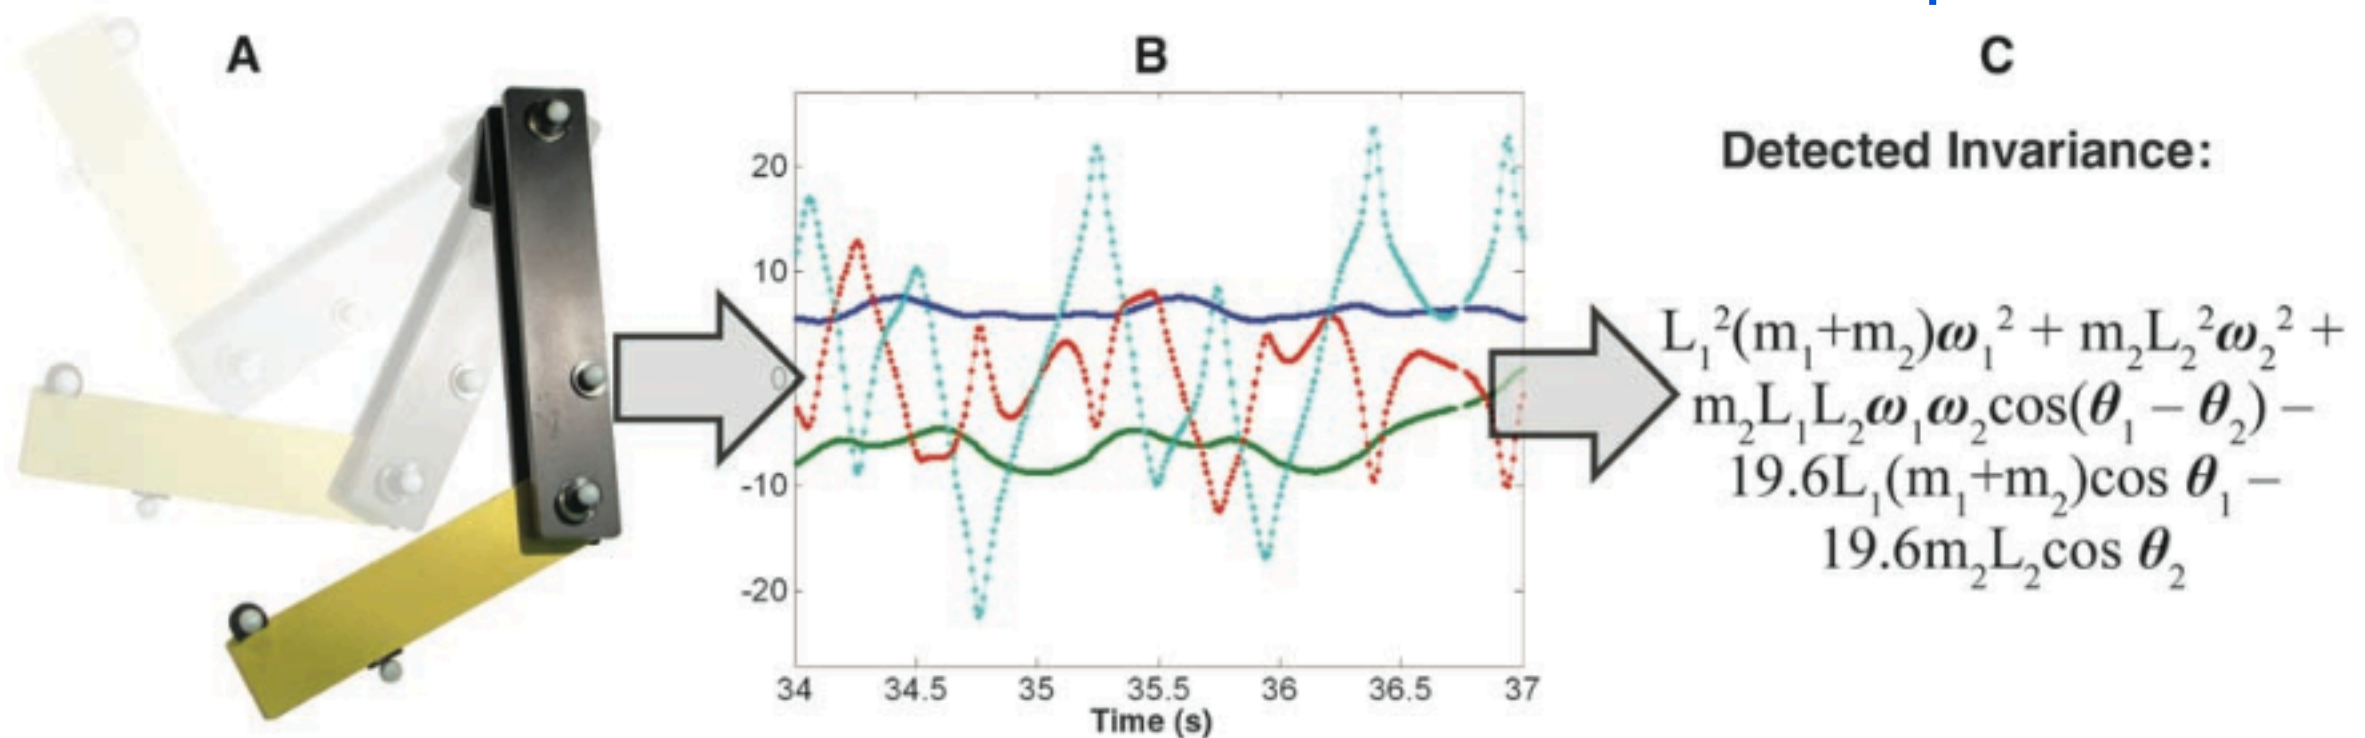 A
B
C
Detected Invariance:
20
10
0
-10
-20
34 34.5 35 35.5 36 36.5 37
Time (s)
L₁²(m₁+m₂)ω₁² + m₂L₂²ω₂² +
m₂L₁L₂ω₁ω₂cos(θ₁ − θ₂) −
19.6L₁(m₁+m₂)cos θ₁ −
19.6m₂L₂cos θ₂